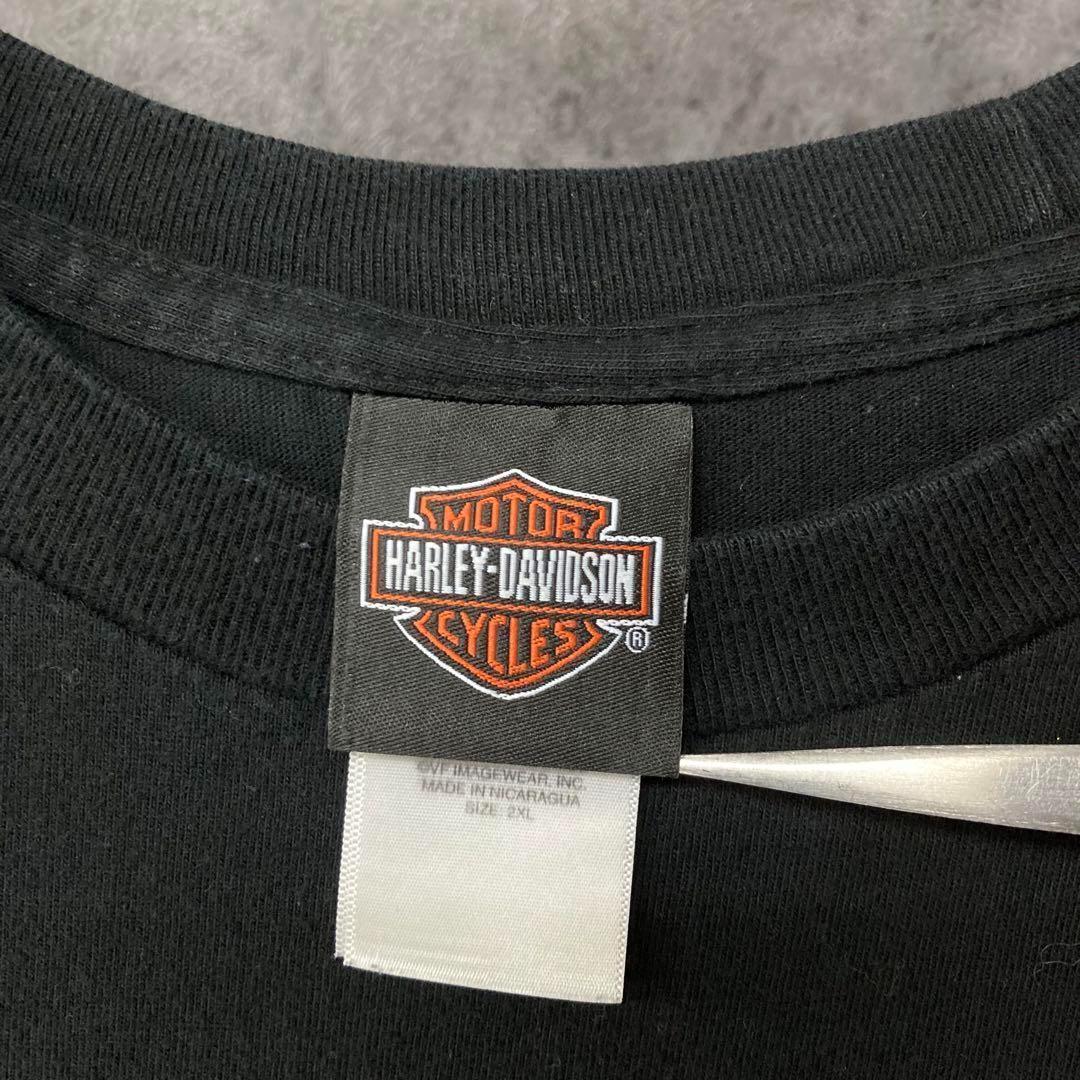 MOTOR
HARLEY-DAVIDSON
CYCLES
®
©VF IMAGEWEAR, INC.
MADE IN NICARAGUA
SIZE 2XL